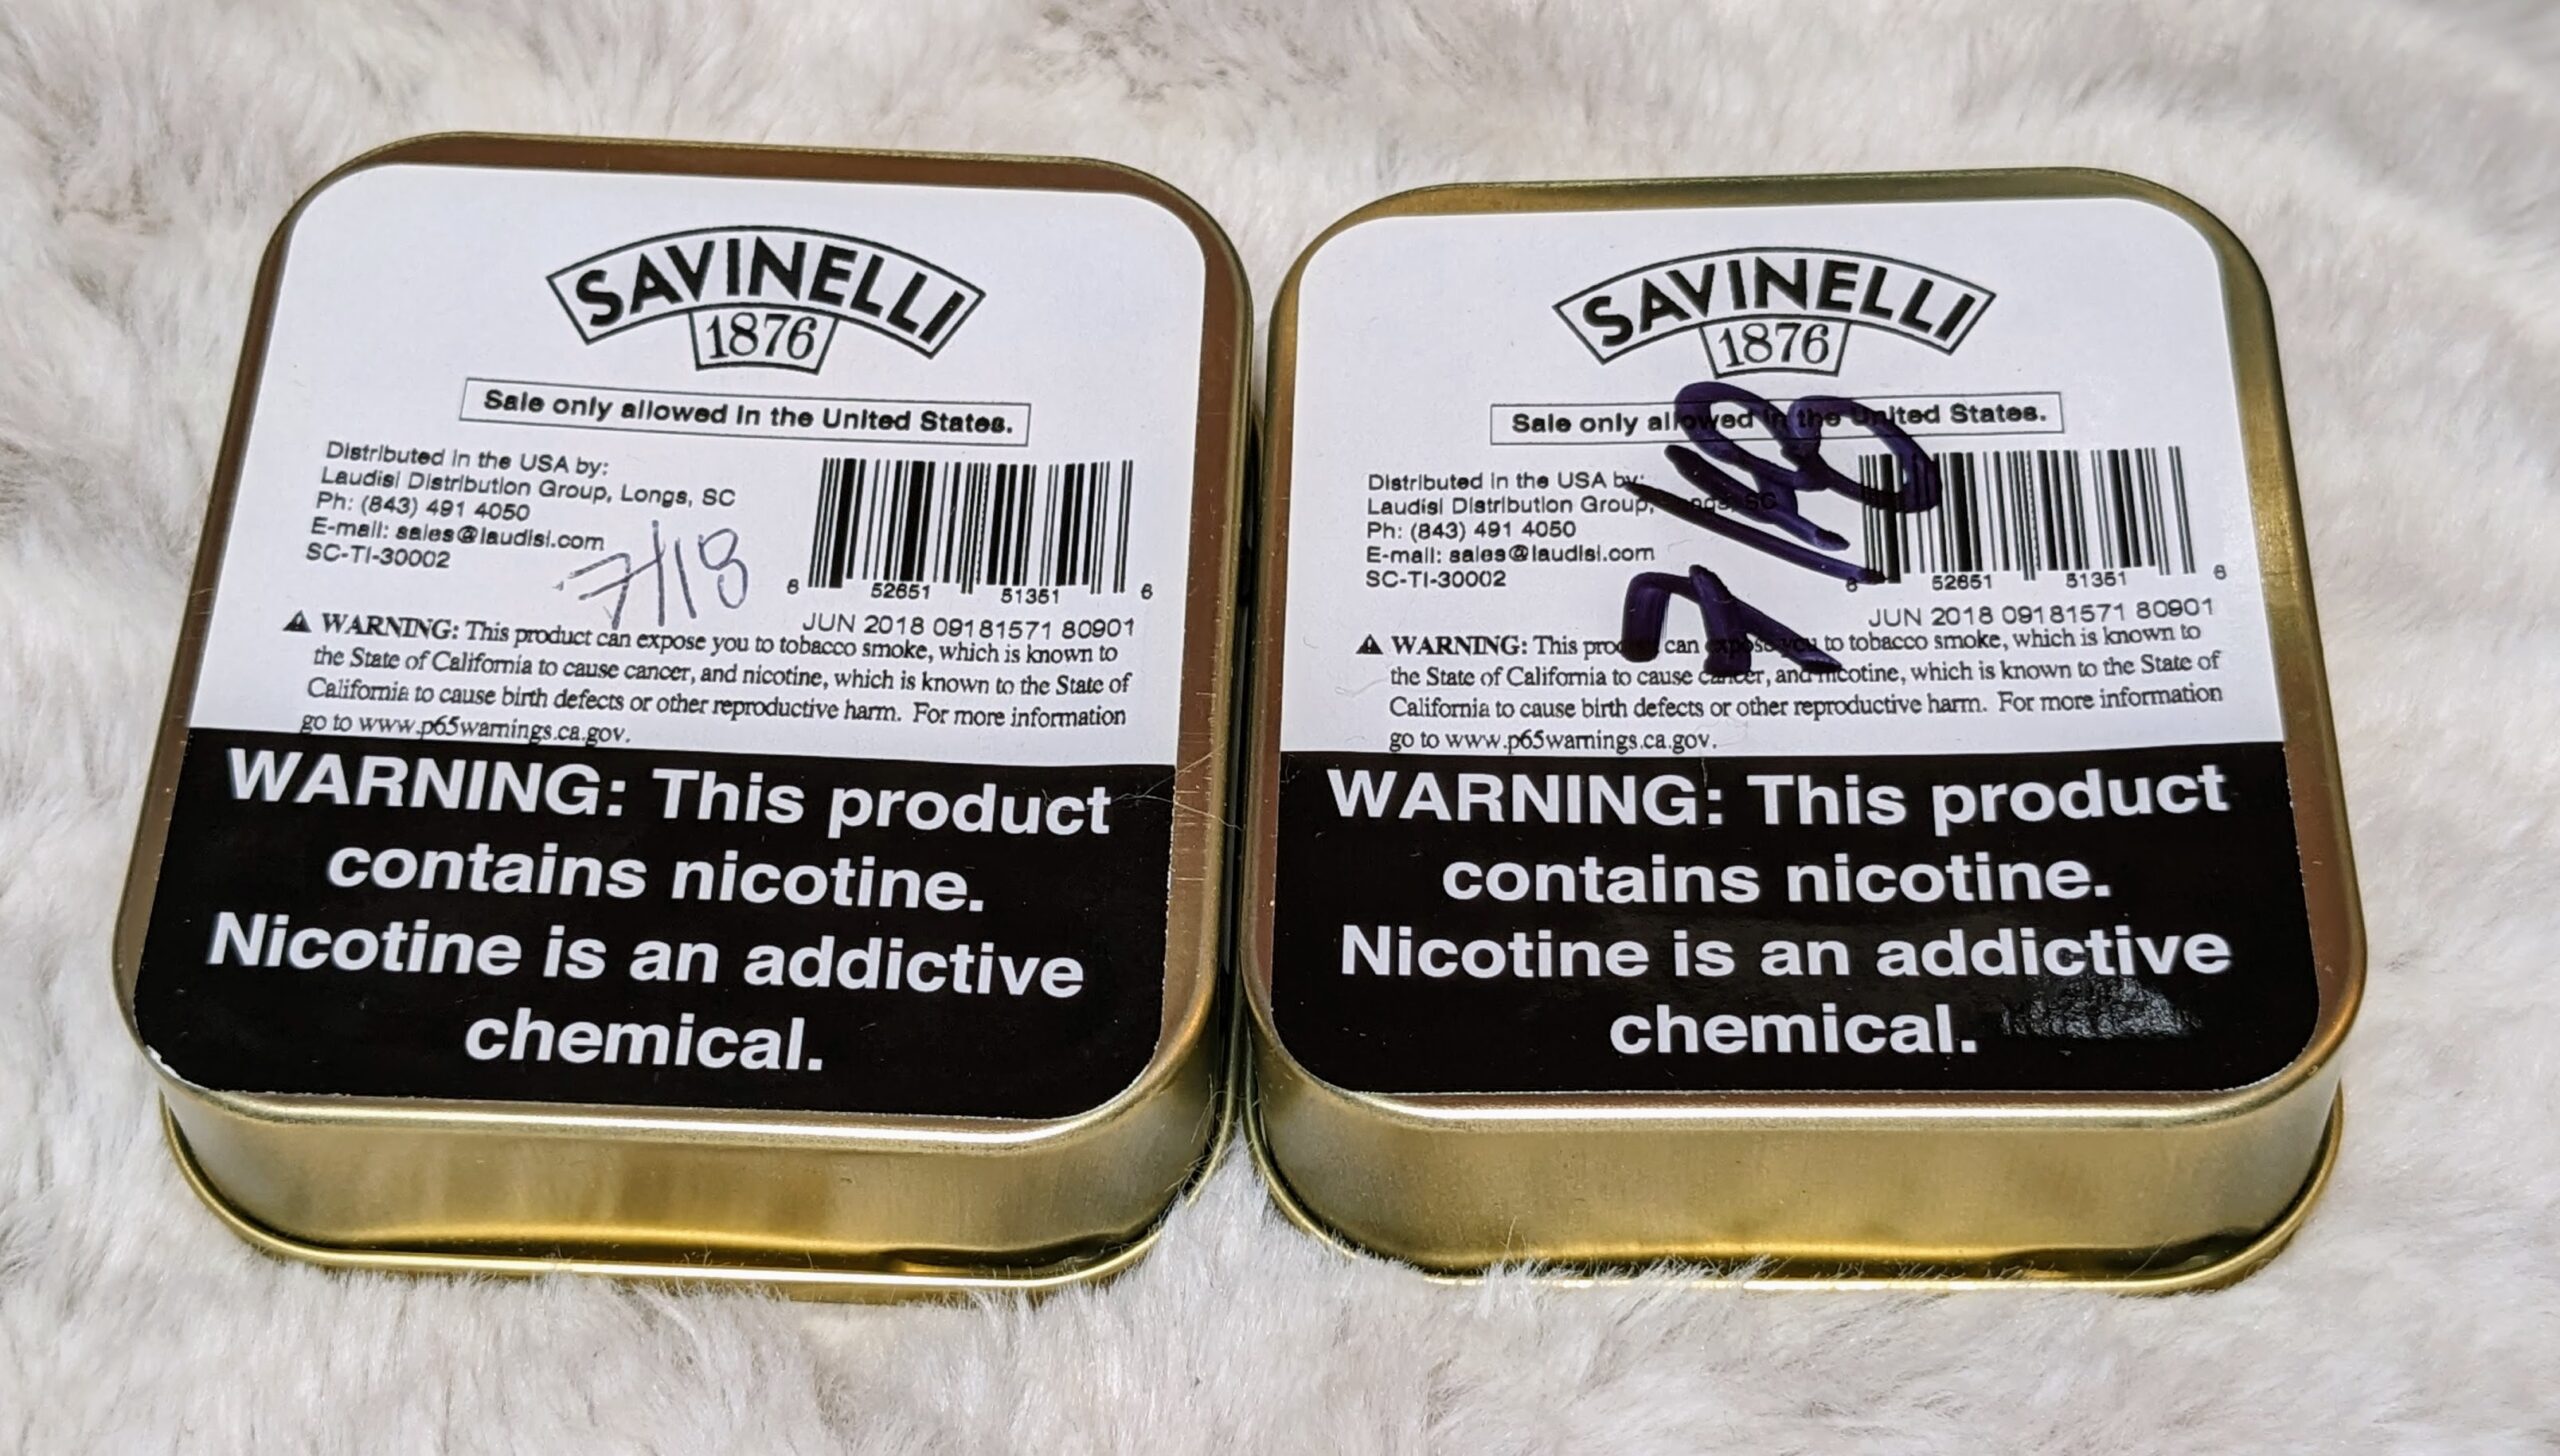 SAVINELLI
1876
Sale only allowed in the United States.
Distributed in the USA by:
Laudisi Distribution Group, Longs, SC
Ph: (843) 491 4050
E-mail: sales@laudisi.com
SC-TI-30002
7/18
6 52651 51351 6
JUN 2018 09181571 80901
WARNING: This product can expose you to tobacco smoke, which is known to
the State of California to cause cancer, and nicotine, which is known to the State of
California to cause birth defects or other reproductive harm. For more information
go to www.p65warnings.ca.gov.
WARNING: This product
contains nicotine.
Nicotine is an addictive
chemical.
SAVINELLI
1876
Sale only allowed in the United States.
Distributed in the USA by:
Laudisi Distribution Group, Longs, SC
Ph: (843) 491 4050
E-mail: sales@laudisi.com
SC-TI-30002
7/18
6 52651 51351 6
JUN 2018 09181571 80901
WARNING: This product can expose you to tobacco smoke, which is known to
the State of California to cause cancer, and nicotine, which is known to the State of
California to cause birth defects or other reproductive harm. For more information
go to www.p65warnings.ca.gov.
WARNING: This product
contains nicotine.
Nicotine is an addictive
chemical.